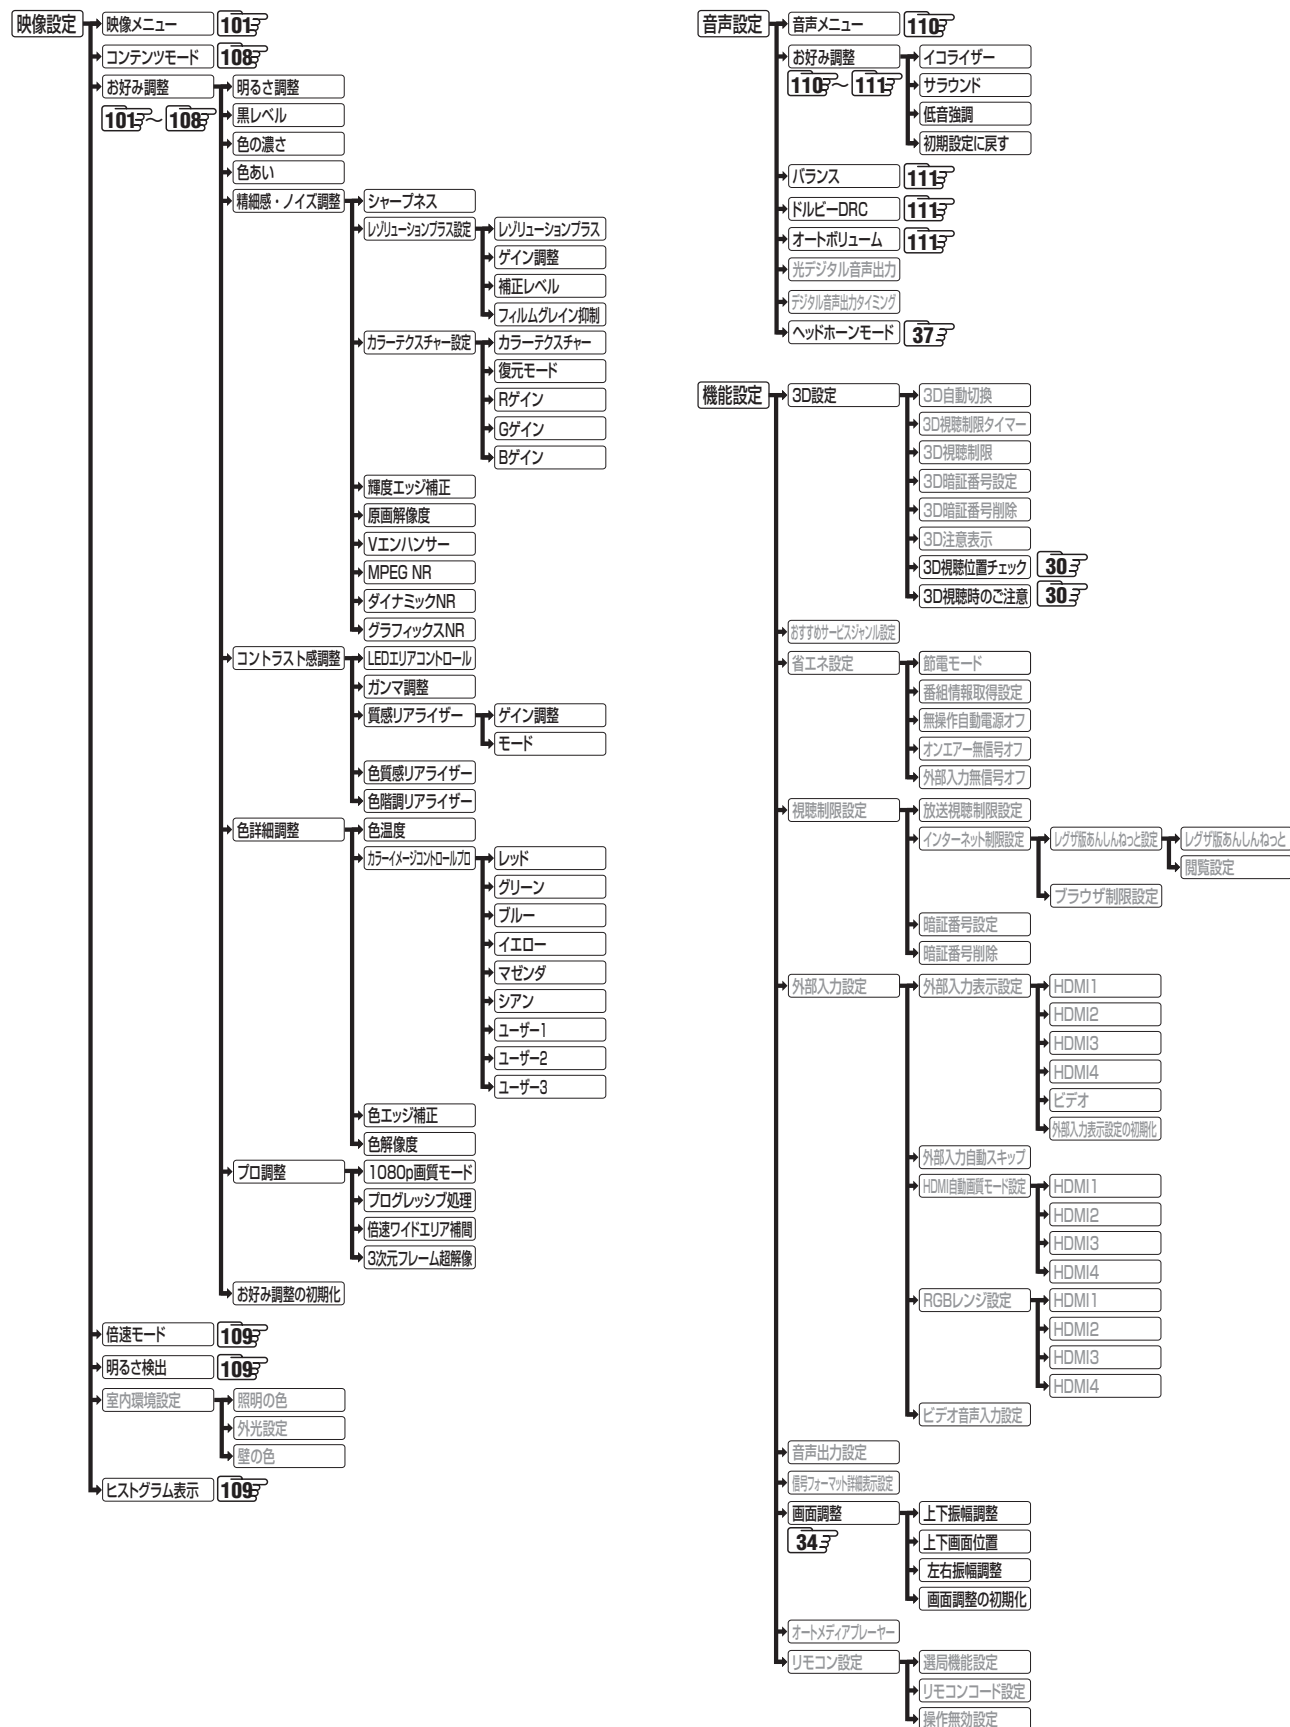 映像設定
映像メニュー 101
コンテンツモード 108
お好み調整
101 ～ 108
明るさ調整
黒レベル
色の濃さ
色あい
精細感・ノイズ調整
シャープネス
レゾリューションプラス設定
レゾリューションプラス
ゲイン調整
補正レベル
フィルムグレイン抑制
カラーテクスチャー設定
カラーテクスチャー
復元モード
Rゲイン
Gゲイン
Bゲイン
輝度エッジ補正
原画解像度
Vエンハンサー
MPEG NR
ダイナミックNR
グラフィックスNR
コントラスト感調整
LEDエリアコントロール
ガンマ調整
質感リアライザー
ゲイン調整
モード
色質感リアライザー
色階調リアライザー
色詳細調整
色温度
カラーイメージコントロールプロ
レッド
グリーン
ブルー
イエロー
マゼンダ
シアン
ユーザー1
ユーザー2
ユーザー3
色エッジ補正
色解像度
プロ調整
1080p画質モード
プログレッシブ処理
倍速ワイドエリア補間
3次元フレーム超解像
お好み調整の初期化
倍速モード 109
明るさ検出 109
室内環境設定
照明の色
外光設定
壁の色
ヒストグラム表示 109
音声設定
音声メニュー 110
お好み調整
110 ～ 111
イコライザー
サラウンド
低音強調
初期設定に戻す
バランス 111
ドルビーDRC 111
オートボリューム 111
光デジタル音声出力
デジタル音声出力タイミング
ヘッドホーンモード 37
機能設定
3D設定
3D自動切換
3D視聴制限タイマー
3D視聴制限
3D暗証番号設定
3D暗証番号削除
3D注意表示
3D視聴位置チェック 30
3D視聴時のご注意 30
おすすめサービスジャンル設定
省エネ設定
節電モード
番組情報取得設定
無操作自動電源オフ
オンエアー無信号オフ
外部入力無信号オフ
視聴制限設定
放送視聴制限設定
インターネット制限設定
レグザ版あんしんねっと設定
レグザ版あんしんねっと
閲覧設定
ブラウザ制限設定
暗証番号設定
暗証番号削除
外部入力設定
外部入力表示設定
HDMI1
HDMI2
HDMI3
HDMI4
ビデオ
外部入力表示設定の初期化
外部入力自動スキップ
HDMI自動画質モード設定
HDMI1
HDMI2
HDMI3
HDMI4
RGBレンジ設定
HDMI1
HDMI2
HDMI3
HDMI4
ビデオ音声入力設定
音声出力設定
信号フォーマット詳細表示設定
画面調整
34
上下振幅調整
上下画面位置
左右振幅調整
画面調整の初期化
オートメディアプレーヤー
リモコン設定
選局機能設定
リモコンコード設定
操作無効設定